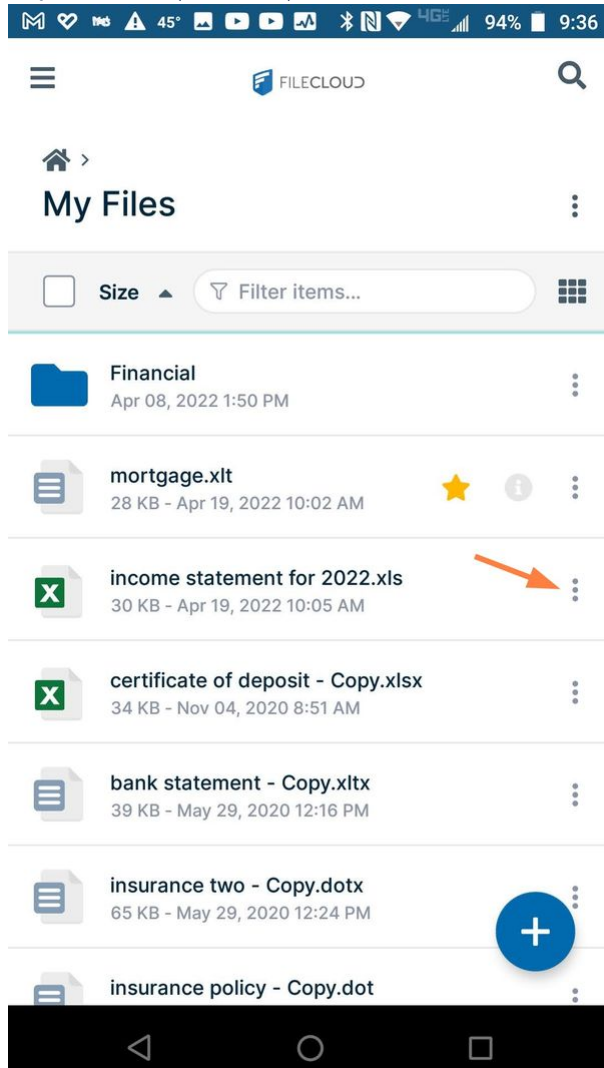 45° 4GE 94% 9:36
FILECLOUD
>
My Files
Size Filter items...
Financial
Apr 08, 2022 1:50 PM
mortgage.xlt
28 KB - Apr 19, 2022 10:02 AM
X income statement for 2022.xls
30 KB - Apr 19, 2022 10:05 AM
X certificate of deposit - Copy.xlsx
34 KB - Nov 04, 2020 8:51 AM
bank statement - Copy.xltx
39 KB - May 29, 2020 12:16 PM
insurance two - Copy.dotx
65 KB - May 29, 2020 12:24 PM
insurance policy - Copy.dot